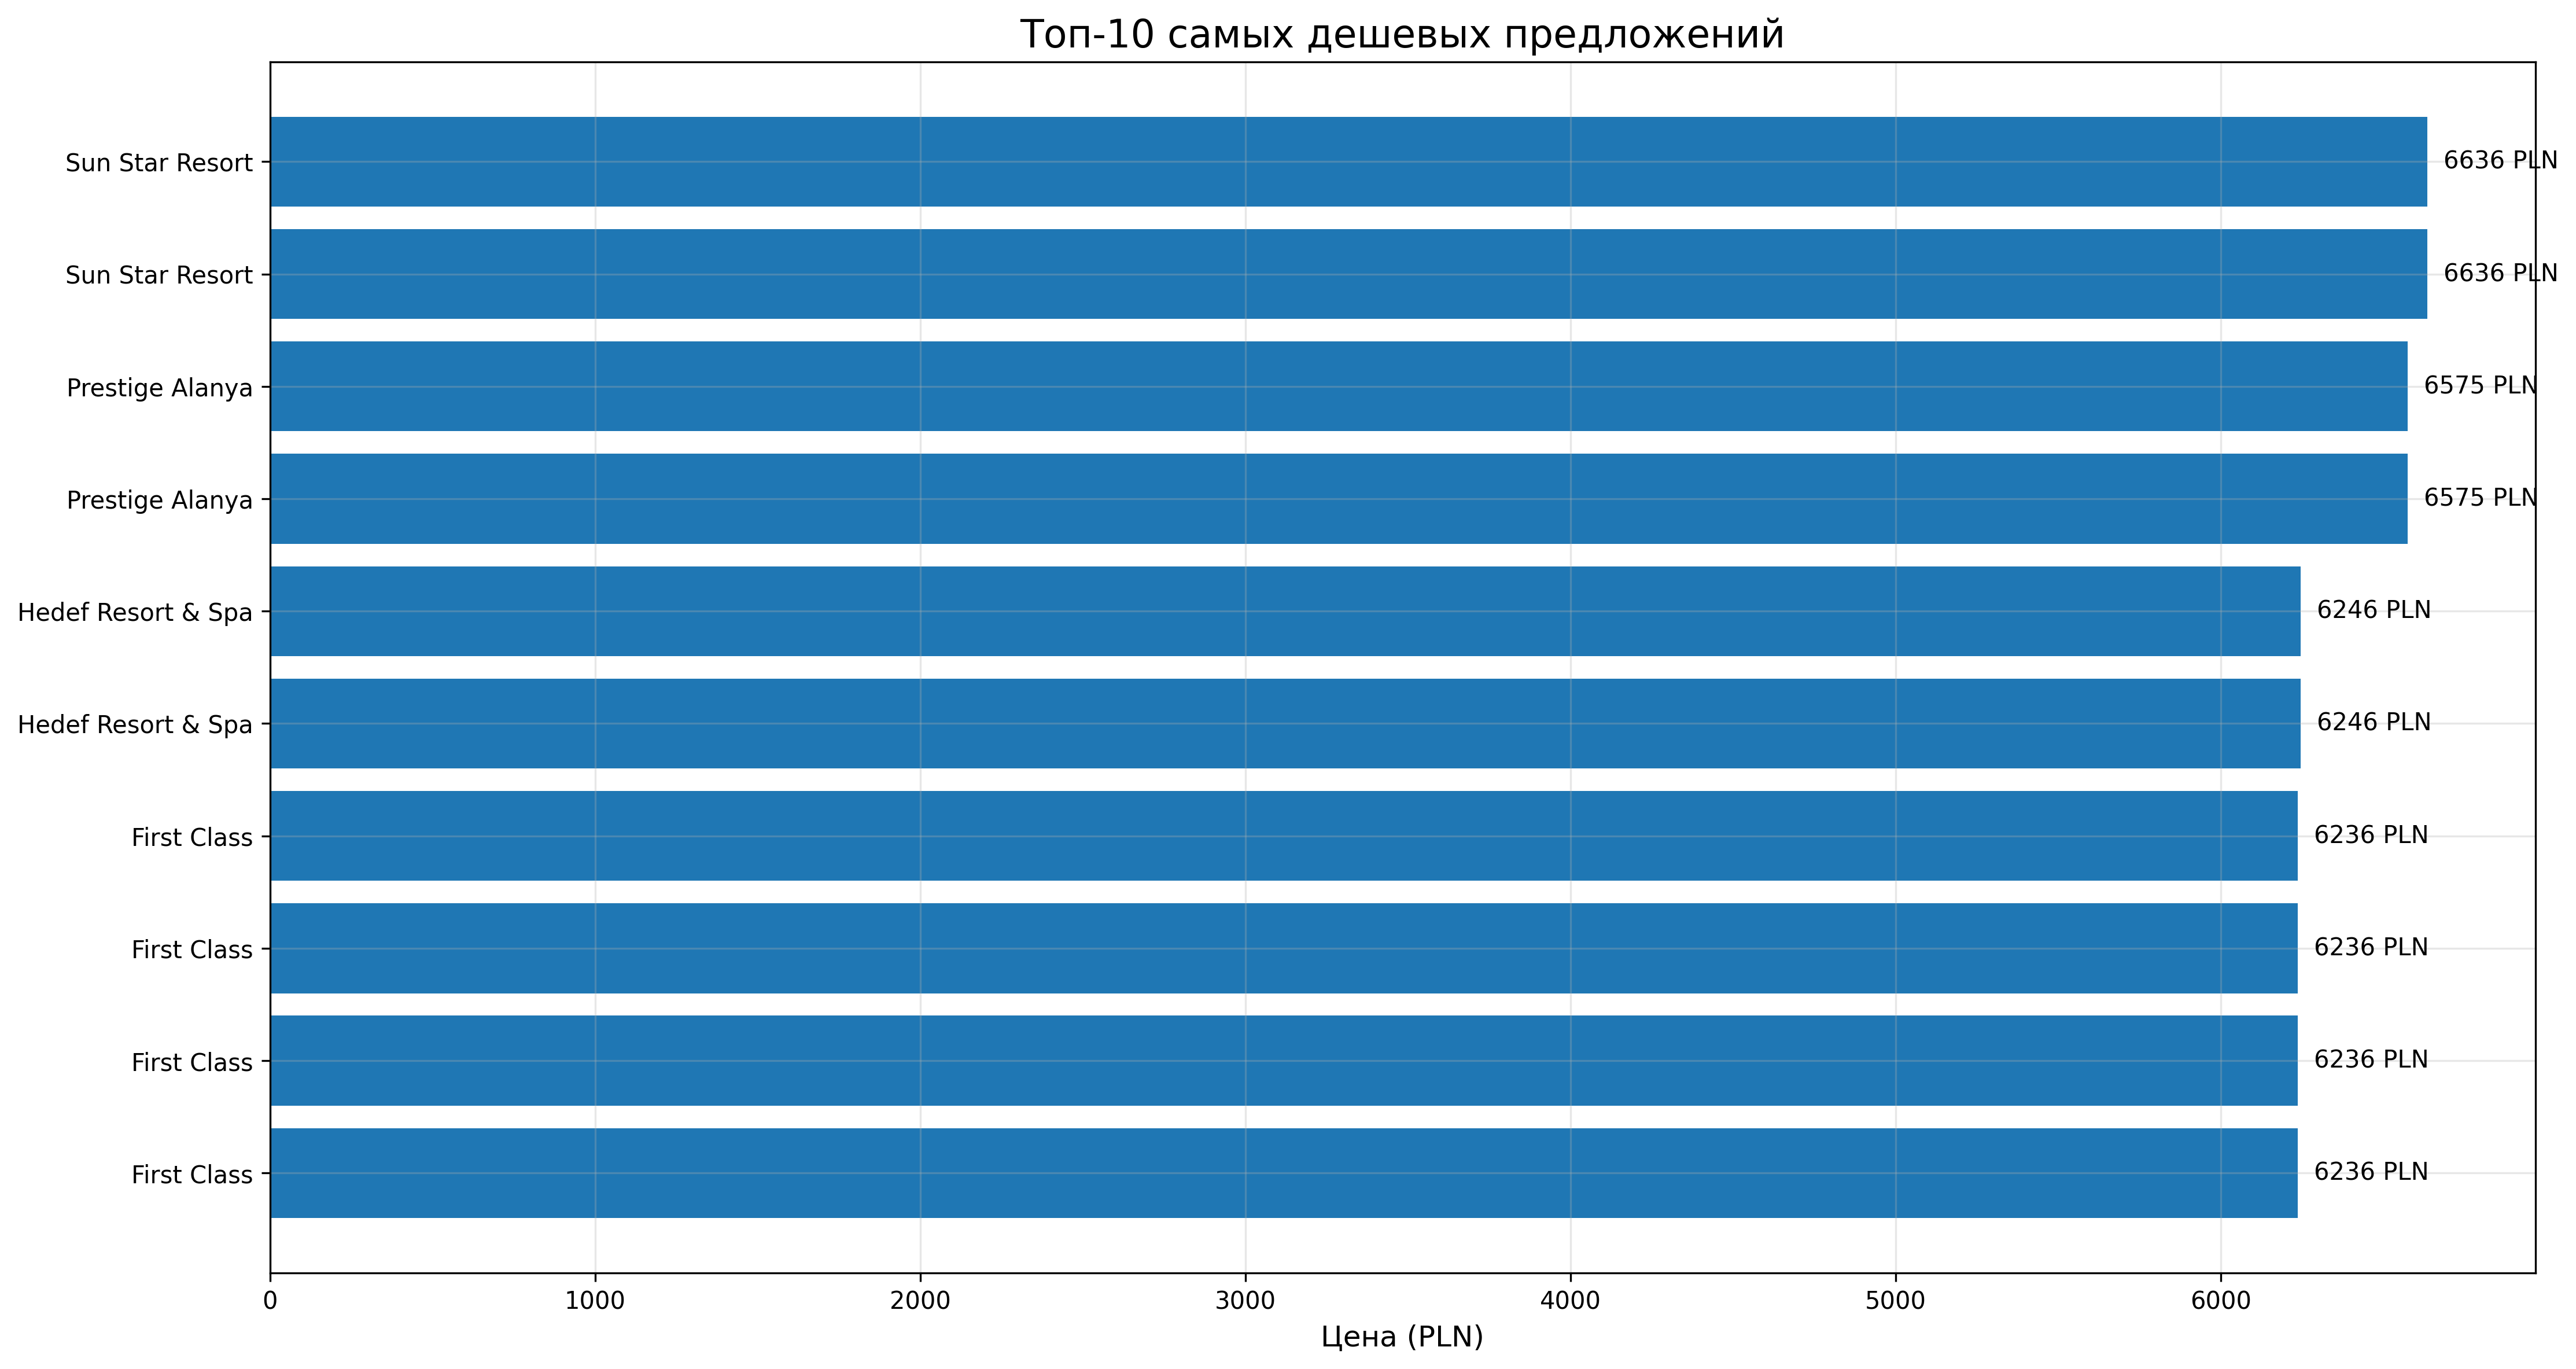 Топ-10 самых дешевых предложений
Sun Star Resort 6636 PLN
Sun Star Resort 6636 PLN
Prestige Alanya 6575 PLN
Prestige Alanya 6575 PLN
Hedef Resort & Spa 6246 PLN
Hedef Resort & Spa 6246 PLN
First Class 6236 PLN
First Class 6236 PLN
First Class 6236 PLN
First Class 6236 PLN
0 1000 2000 3000 4000 5000 6000
Цена (PLN)